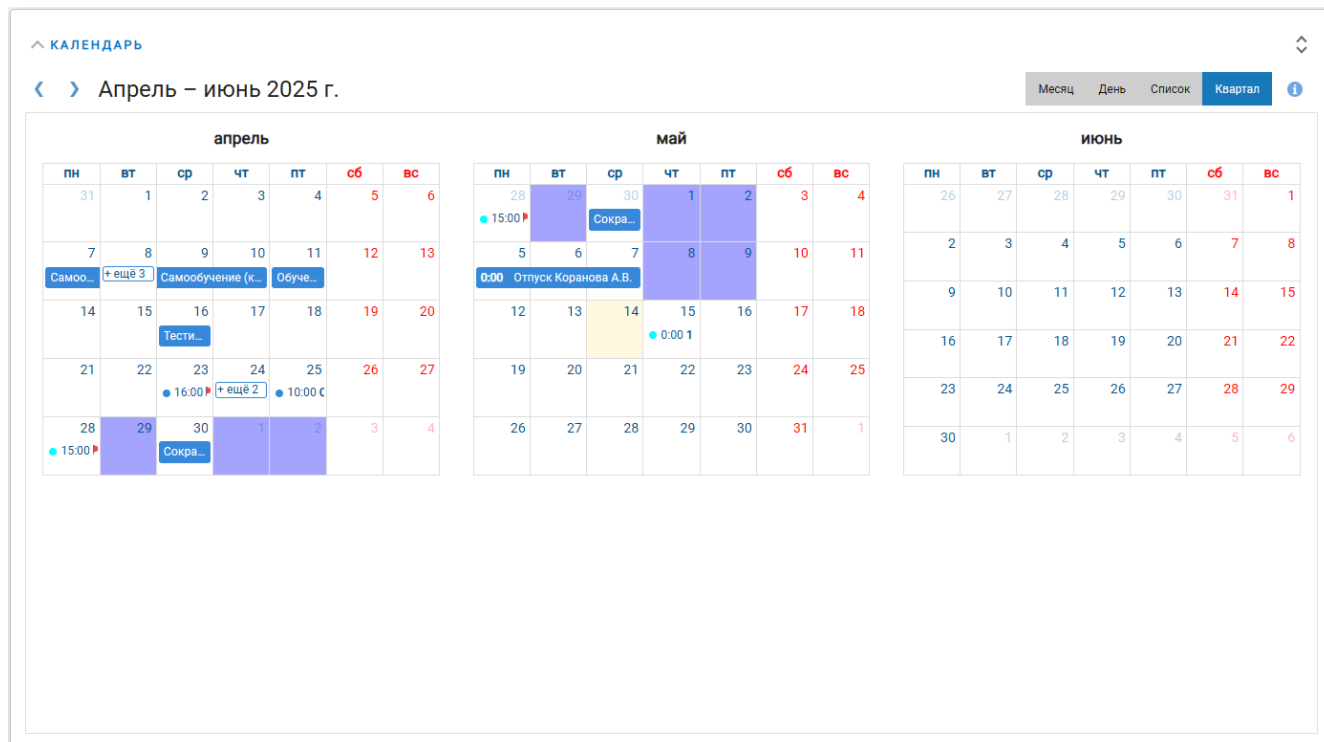 КАЛЕНДАРЬ
Апрель – июнь 2025 г.
Месяц День Список Квартал
апрель
пн вт ср чт пт сб вс
31 1 2 3 4 5 6
7 8 9 10 11 12 13
Самоо... + ещё 3 Самообучение (к... Обуче...
14 15 16 17 18 19 20
Тести...
21 22 23 24 25 26 27
16:00 + ещё 2 10:00
28 29 30 1 2 3 4
15:00 Сокра...
май
пн вт ср чт пт сб вс
28 29 30 1 2 3 4
15:00 Сокра...
5 6 7 8 9 10 11
0:00 Отпуск Коранова А.В.
12 13 14 15 16 17 18
0:00 1
19 20 21 22 23 24 25
26 27 28 29 30 31 1
июнь
пн вт ср чт пт сб вс
26 27 28 29 30 31 1
2 3 4 5 6 7 8
9 10 11 12 13 14 15
16 17 18 19 20 21 22
23 24 25 26 27 28 29
30 1 2 3 4 5 6